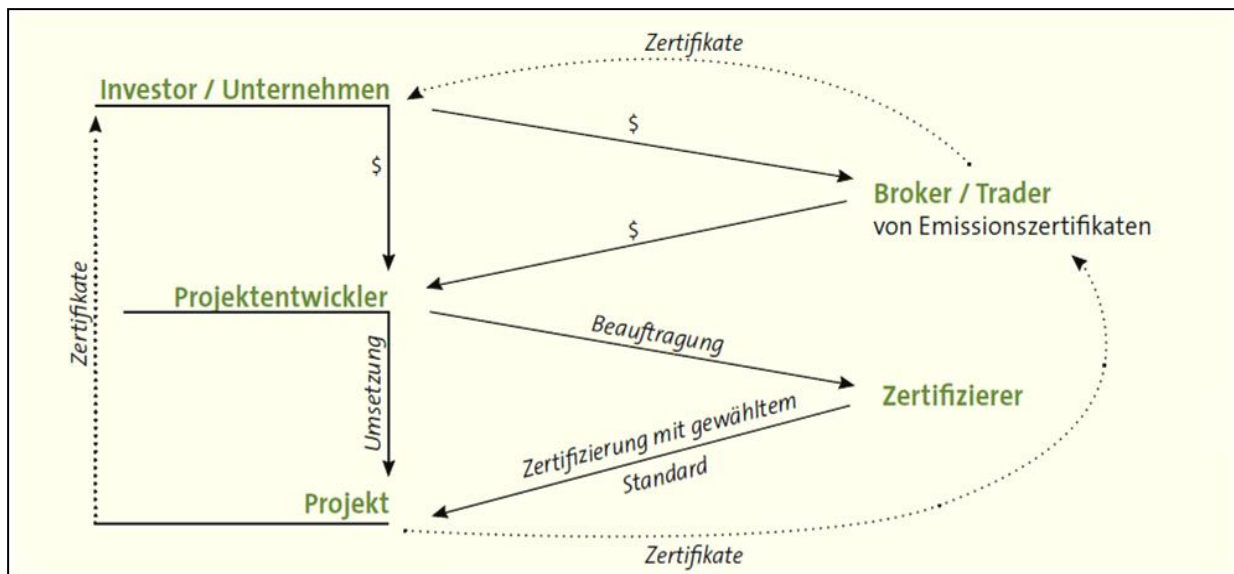 Zertifikate
Investor / Unternehmen
$
$
Broker / Trader
von Emissionszertifikaten
$
Zertifikate
Projektentwickler
Beauftragung
Umsetzung
Zertifizierer
Zertifizierung mit gewähltem
Standard
Projekt
Zertifikate